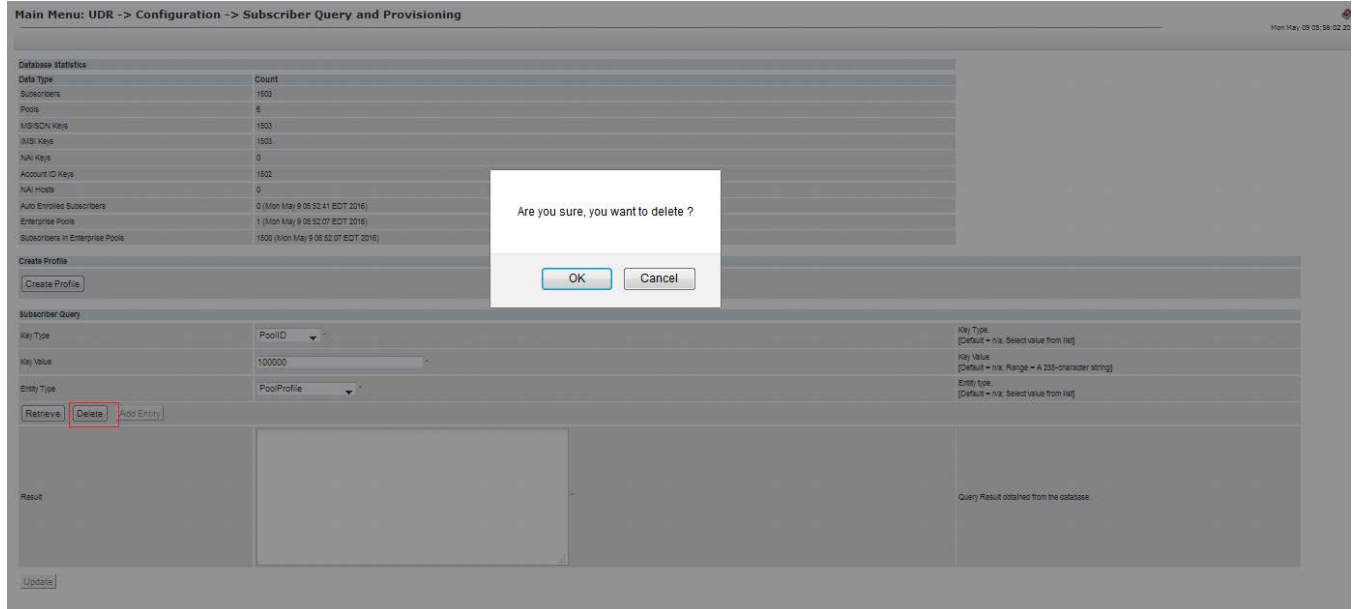 Main Menu: UDR -> Configuration -> Subscriber Query and Provisioning
Mon May 09 05:56:02 20
Database Statistics
Data Type Count
Subscribers 1503
Pools 6
MSISDN Keys 1503
IMSI Keys 1503
NAI Keys 0
Account ID Keys 1502
NAI Hosts 0
Auto Enrolled Subscribers 0 (Mon May 9 05:52:41 EDT 2016)
Enterprise Pools 1 (Mon May 9 05:52:07 EDT 2016)
Subscribers in Enterprise Pools 1500 (Mon May 9 05:52:07 EDT 2016)
Are you sure, you want to delete ?
OK Cancel
Create Profile
Create Profile
Subscriber Query
Key Type PoolID * Key Type.
[Default = n/a; Select value from list]
Key Value 100000 * Key Value.
[Default = n/a; Range = A 255-character string]
Entity Type PoolProfile * Entity type.
[Default = n/a; Select value from list]
Retrieve Delete Add Entity
Result * Query Result obtained from the database
Update